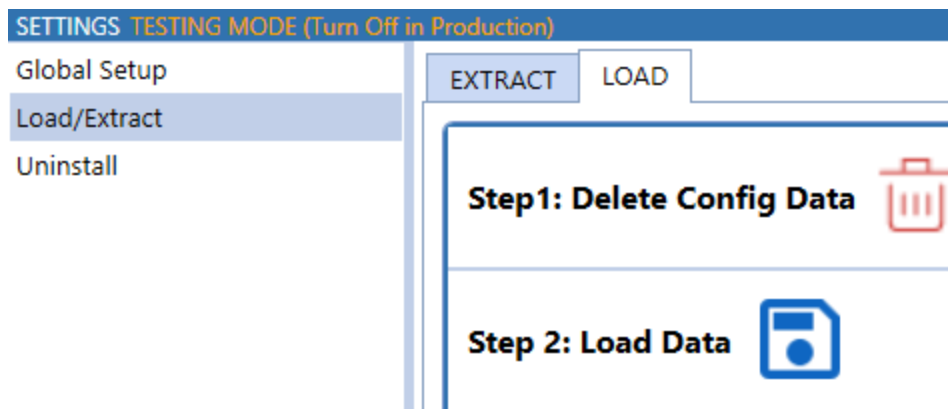 SETTINGS TESTING MODE (Turn Off in Production)
Global Setup
Load/Extract
Uninstall
EXTRACT LOAD
Step1: Delete Config Data
Step 2: Load Data